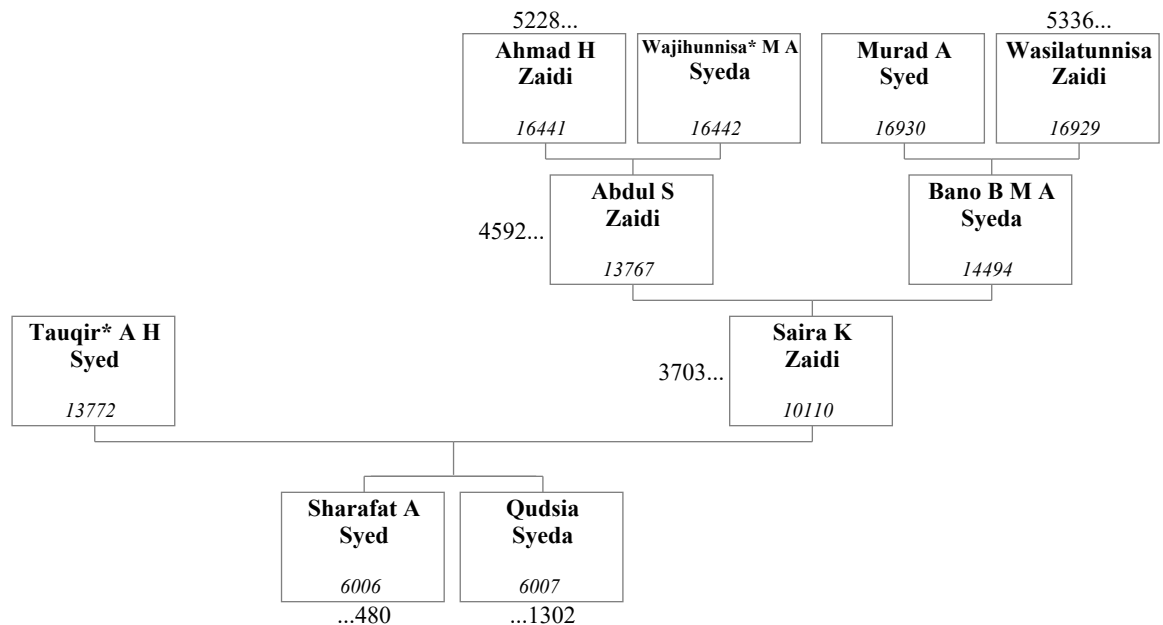 5228...
5336...
Ahmad H
Zaidi
16441
Wajihunnisa* M A
Syeda
16442
Murad A
Syed
16930
Wasilatunnisa
Zaidi
16929
4592...
Abdul S
Zaidi
13767
Bano B M A
Syeda
14494
Tauqir* A H
Syed
13772
3703...
Saira K
Zaidi
10110
Sharafat A
Syed
6006
...480
Qudsia
Syeda
6007
...1302